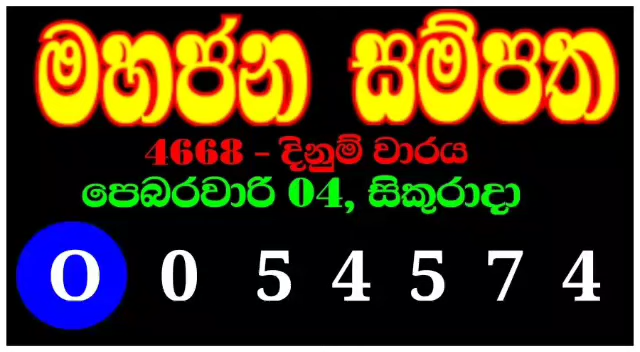 මහජන සම්පත
4668 - දිනුම් වාරය
පෙබරවාරි 04, සිකුරාදා
O 0 5 4 5 7 4